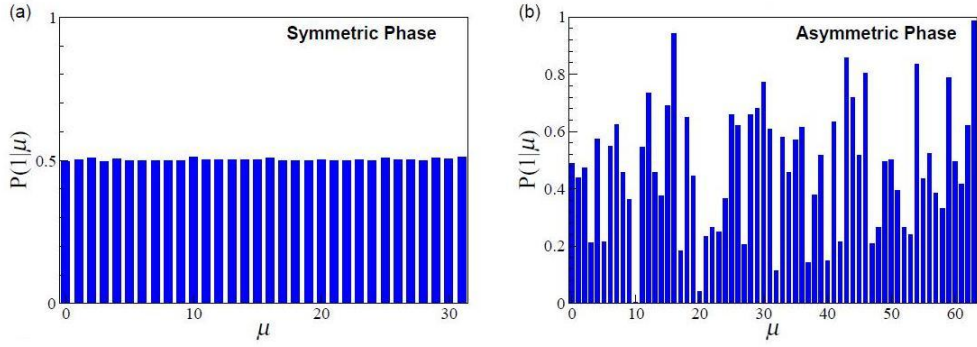 (a)
Symmetric Phase
P(1|μ)
1
0.5
0
0 10 20 30
μ
(b)
Asymmetric Phase
P(1|μ)
1
0.8
0.6
0.4
0.2
0
0 10 20 30 40 50 60
μ